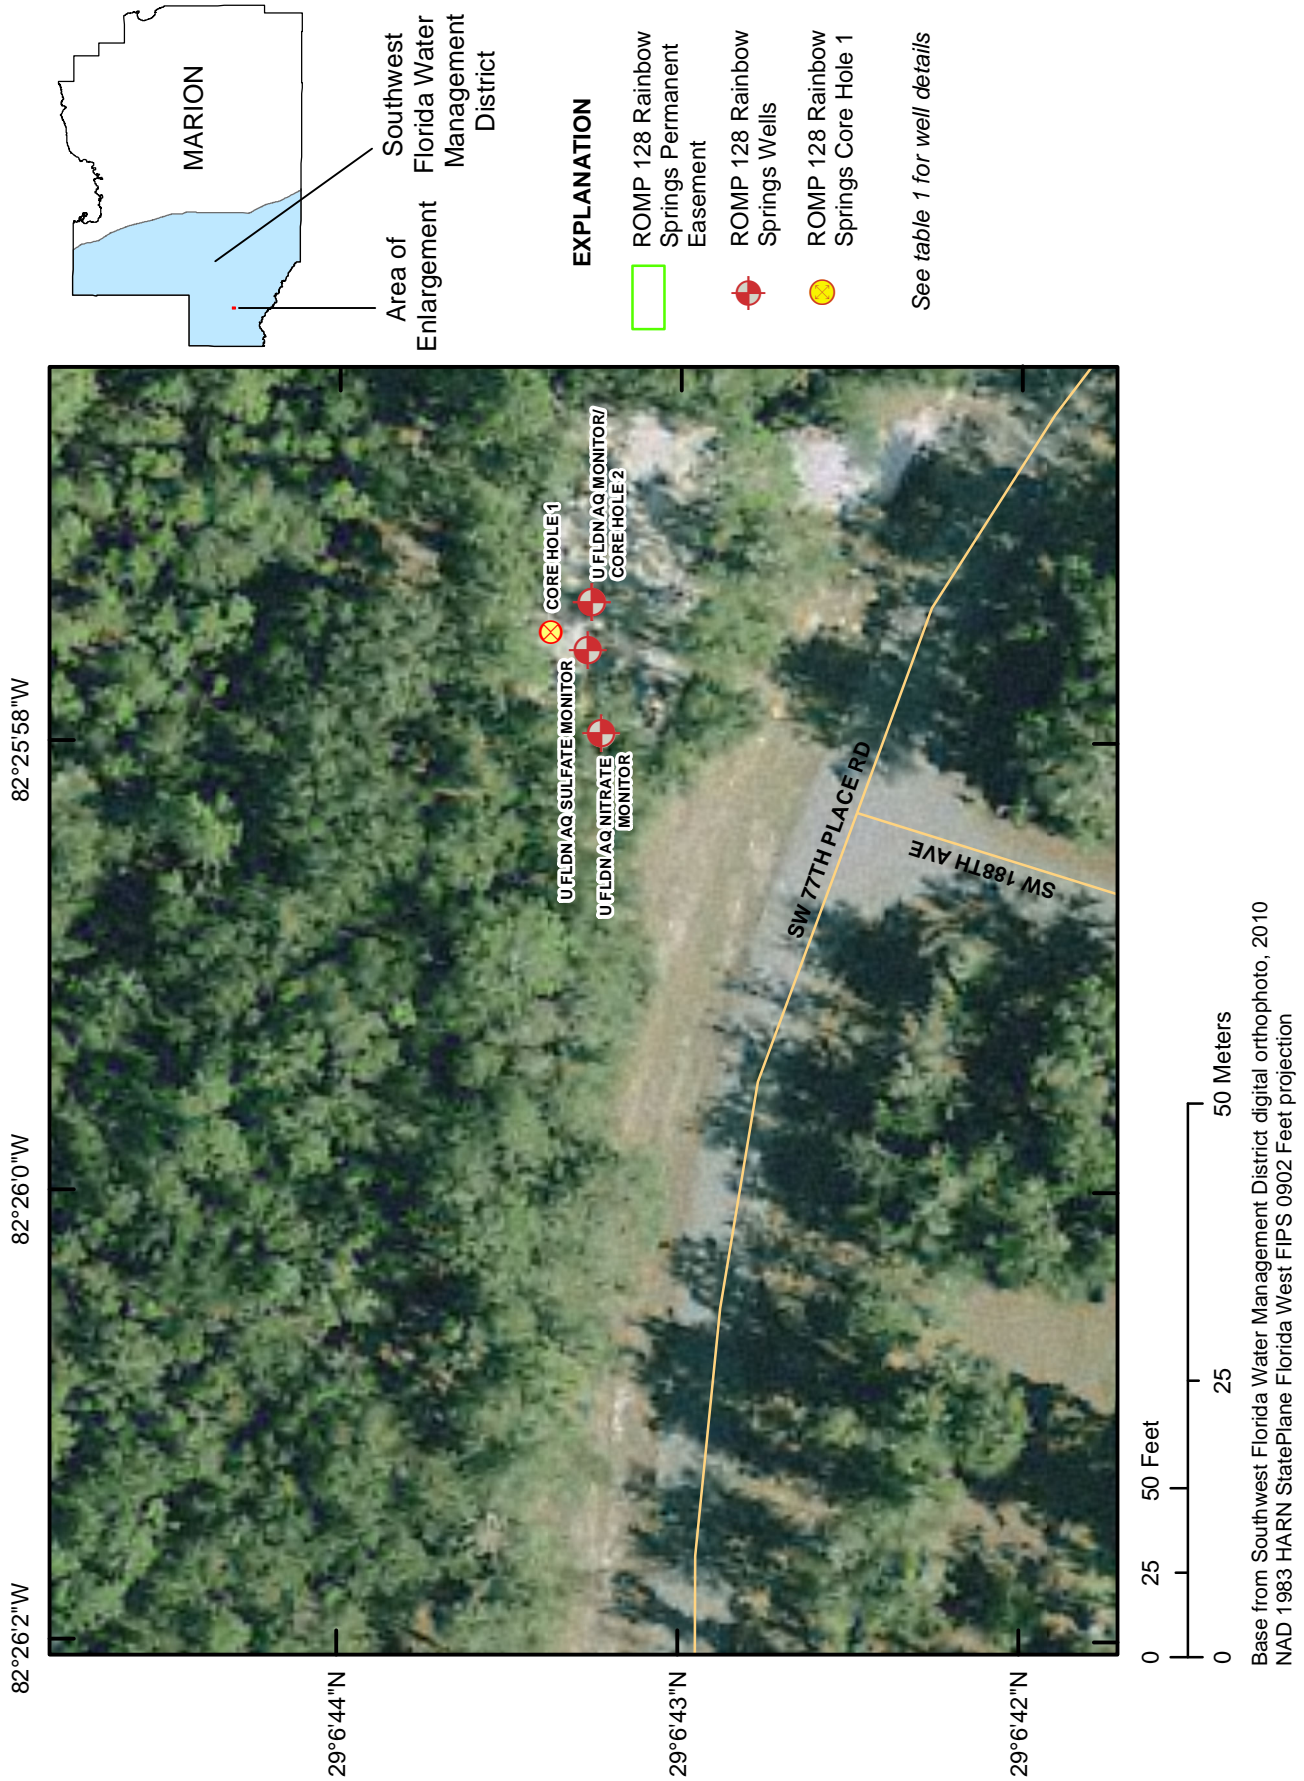 82°26'2"W
82°26'0"W
82°25'58"W
29°6'44"N
29°6'43"N
29°6'42"N
CORE HOLE 1
U FLDN AQ MONITOR/
CORE HOLE 2
U FLDN AQ SULFATE MONITOR
U FLDN AQ NITRATE
MONITOR
SW 77TH PLACE RD
SW 188TH AVE
MARION
Southwest
Florida Water
Management
District
Area of
Enlargement
EXPLANATION
ROMP 128 Rainbow
Springs Permanent
Easement
ROMP 128 Rainbow
Springs Wells
ROMP 128 Rainbow
Springs Core Hole 1
See table 1 for well details
0 25 50 Feet
0 25 50 Meters
Base from Southwest Florida Water Management District digital orthophoto, 2010
NAD 1983 HARN StatePlane Florida West FIPS 0902 Feet projection